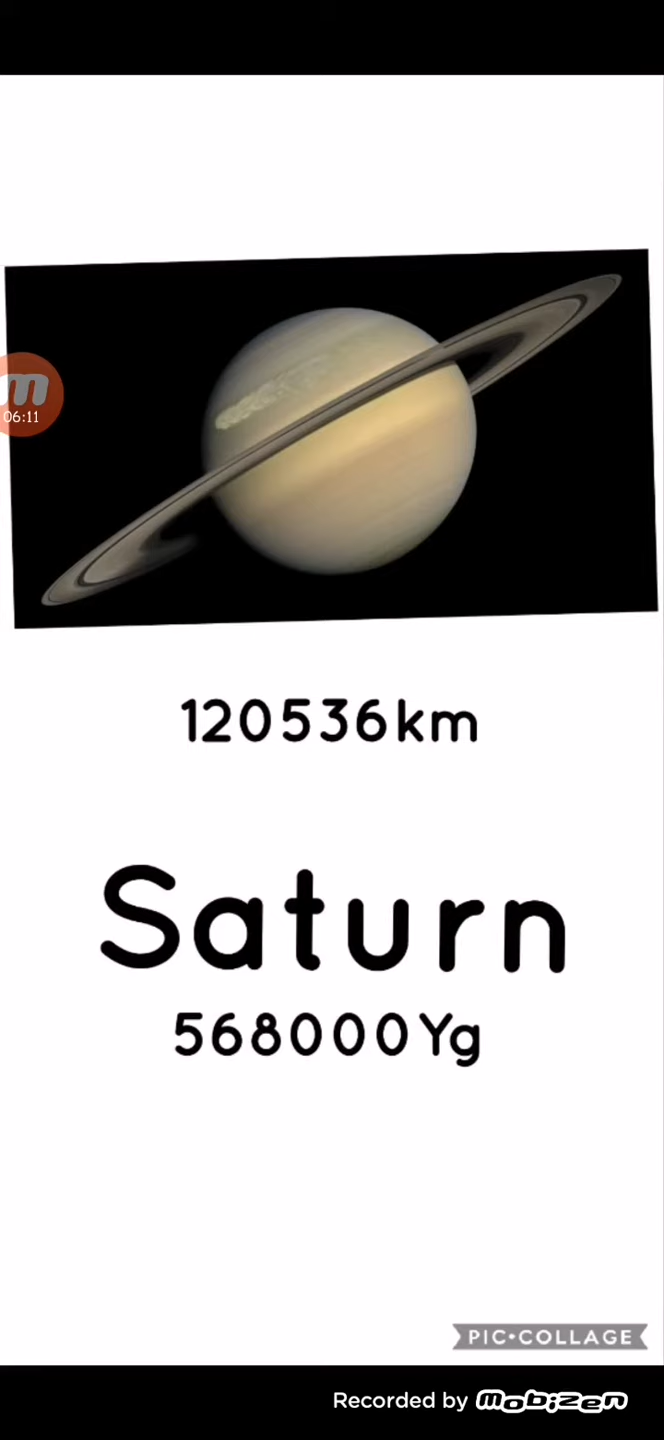 06:11
120536km
Saturn
568000Yg
PIC•COLLAGE
Recorded by mobizen